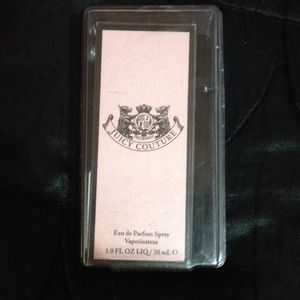 JUICY COUTURE
Eau de Parfum Spray
Vaporisateur
1.0 FL OZ LIQ / 30 mL ℮